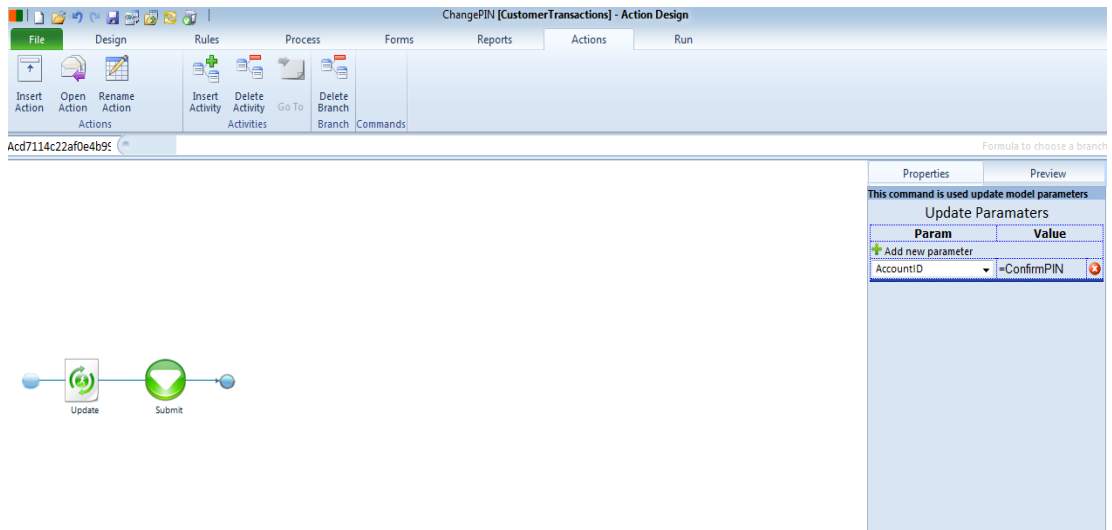 ChangePIN [CustomerTransactions] - Action Design
File Design Rules Process Forms Reports Actions Run
Insert Action
Open Action
Rename Action
Insert Activity
Delete Activity
Go To
Delete Branch
Actions Activities Branch Commands
Acd7114c22af0e4b95 Formula to choose a branch
Properties Preview
This command is used update model parameters
Update Paramaters
Param Value
Add new parameter
AccountID =ConfirmPIN
Update Submit